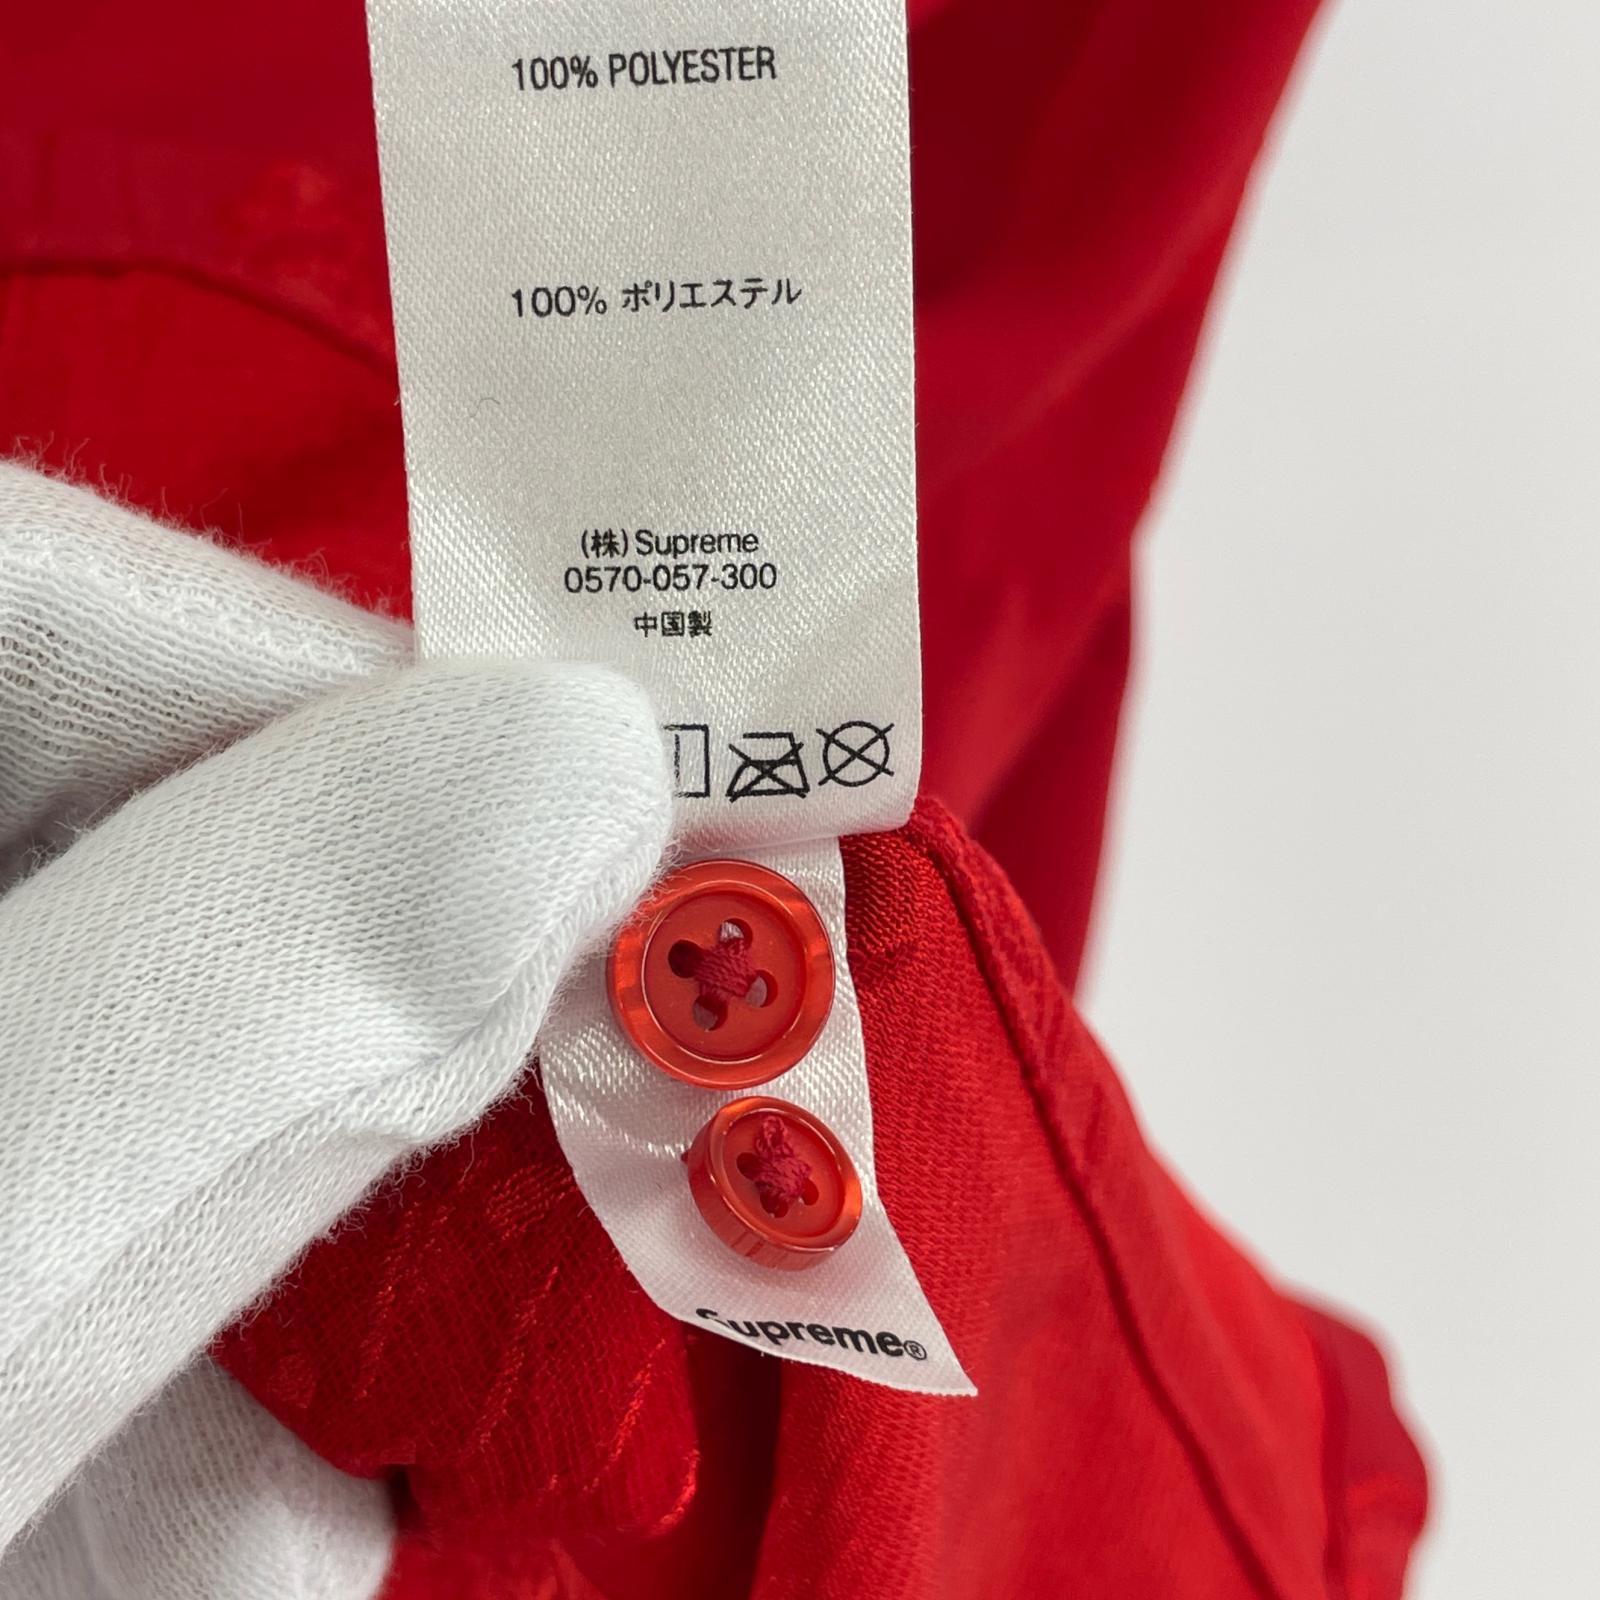 100% POLYESTER
100% ポリエステル
(株)Supreme
0570-057-300
中国製
Supreme®